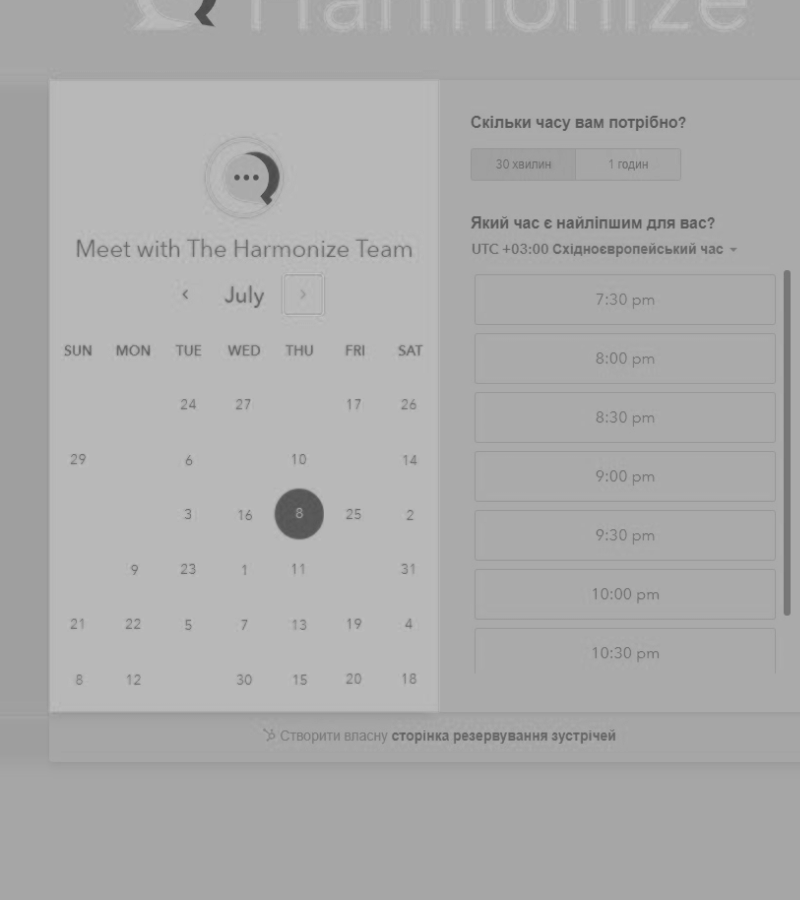 Harmonize
Meet with The Harmonize Team
‹ July ›
SUN MON TUE WED THU FRI SAT
24 27 17 26
29 6 10 14
3 16 8 25 2
9 23 1 11 31
21 22 5 7 13 19 4
8 12 30 15 20 18
Скільки часу вам потрібно?
30 хвилин 1 годин
Який час є найліпшим для вас?
UTC +03:00 Східноєвропейський час
7:30 pm
8:00 pm
8:30 pm
9:00 pm
9:30 pm
10:00 pm
10:30 pm
Створити власну сторінка резервування зустрічей